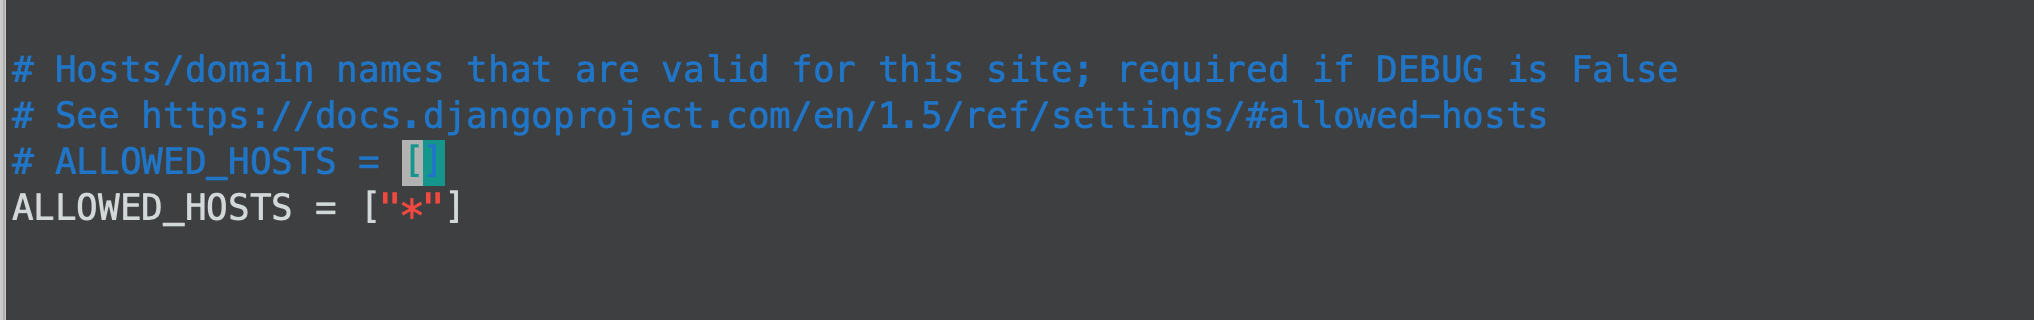 # Hosts/domain names that are valid for this site; required if DEBUG is False
# See https://docs.djangoproject.com/en/1.5/ref/settings/#allowed-hosts
# ALLOWED_HOSTS = []
ALLOWED_HOSTS = ["*"]